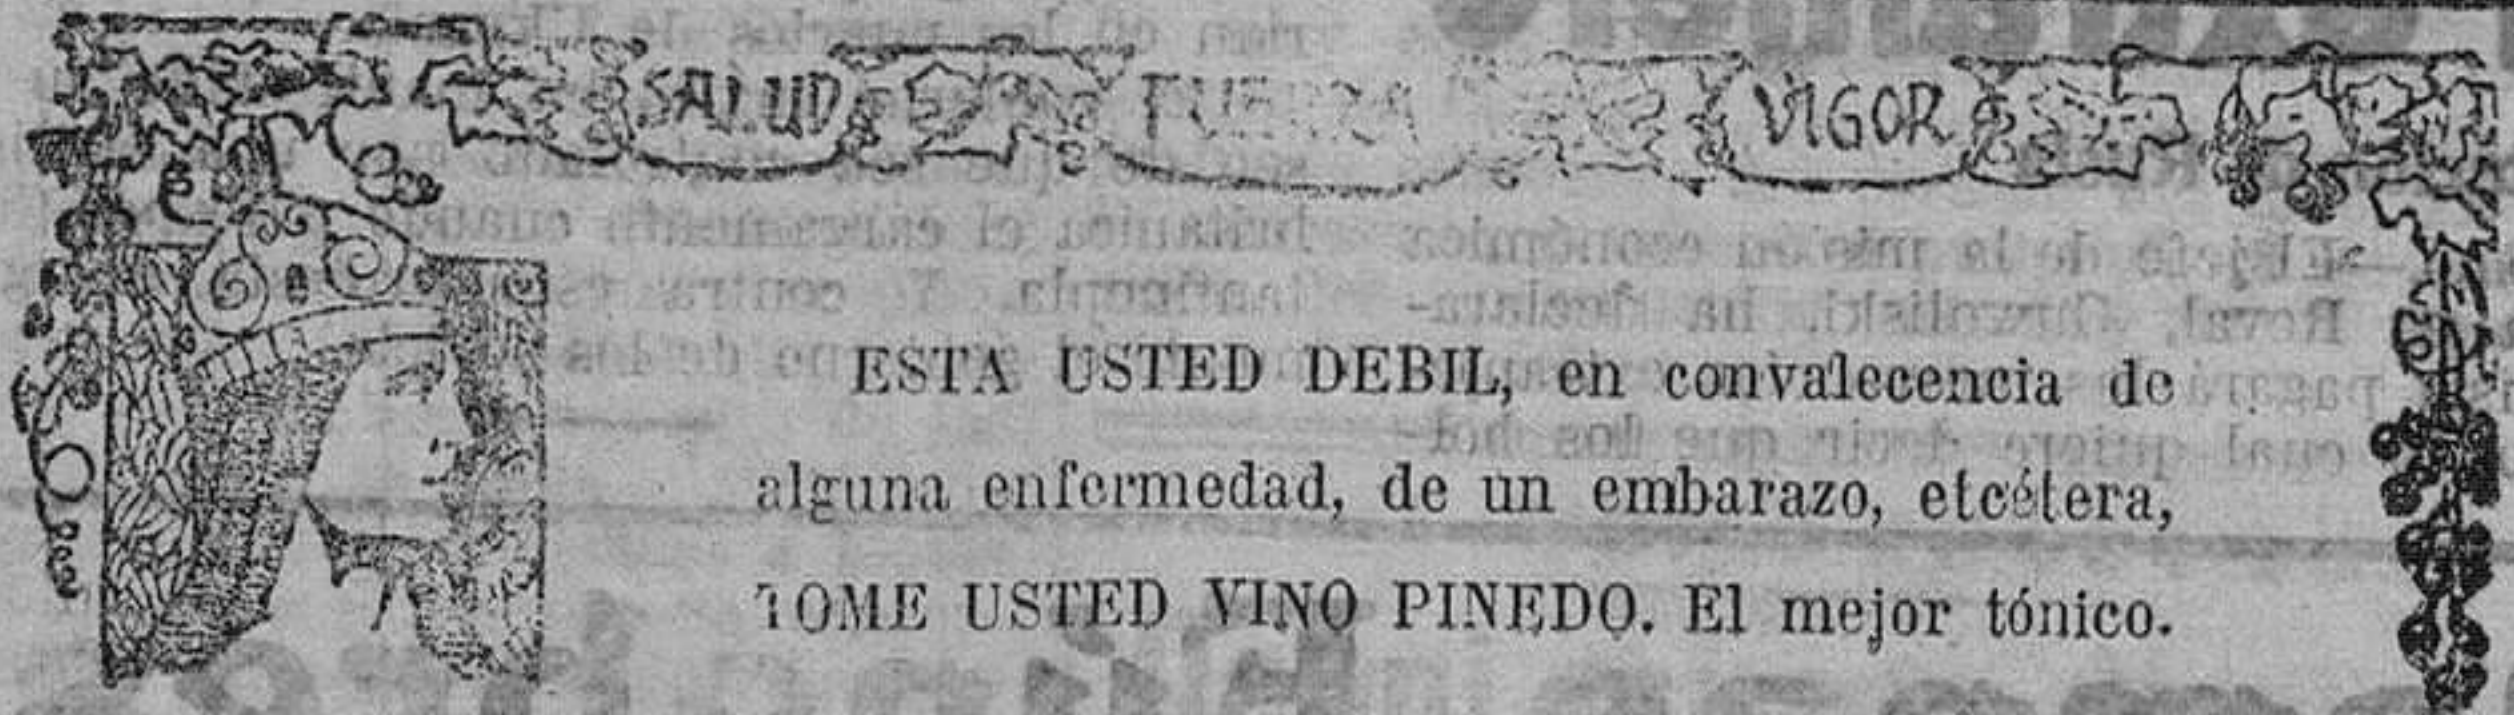 SALUD FUERZA VIGOR
ESTA USTED DEBIL, en convalecencia de
alguna enfermedad, de un embarazo, etcétera,
TOME USTED VINO PINEDO. El mejor tónico.